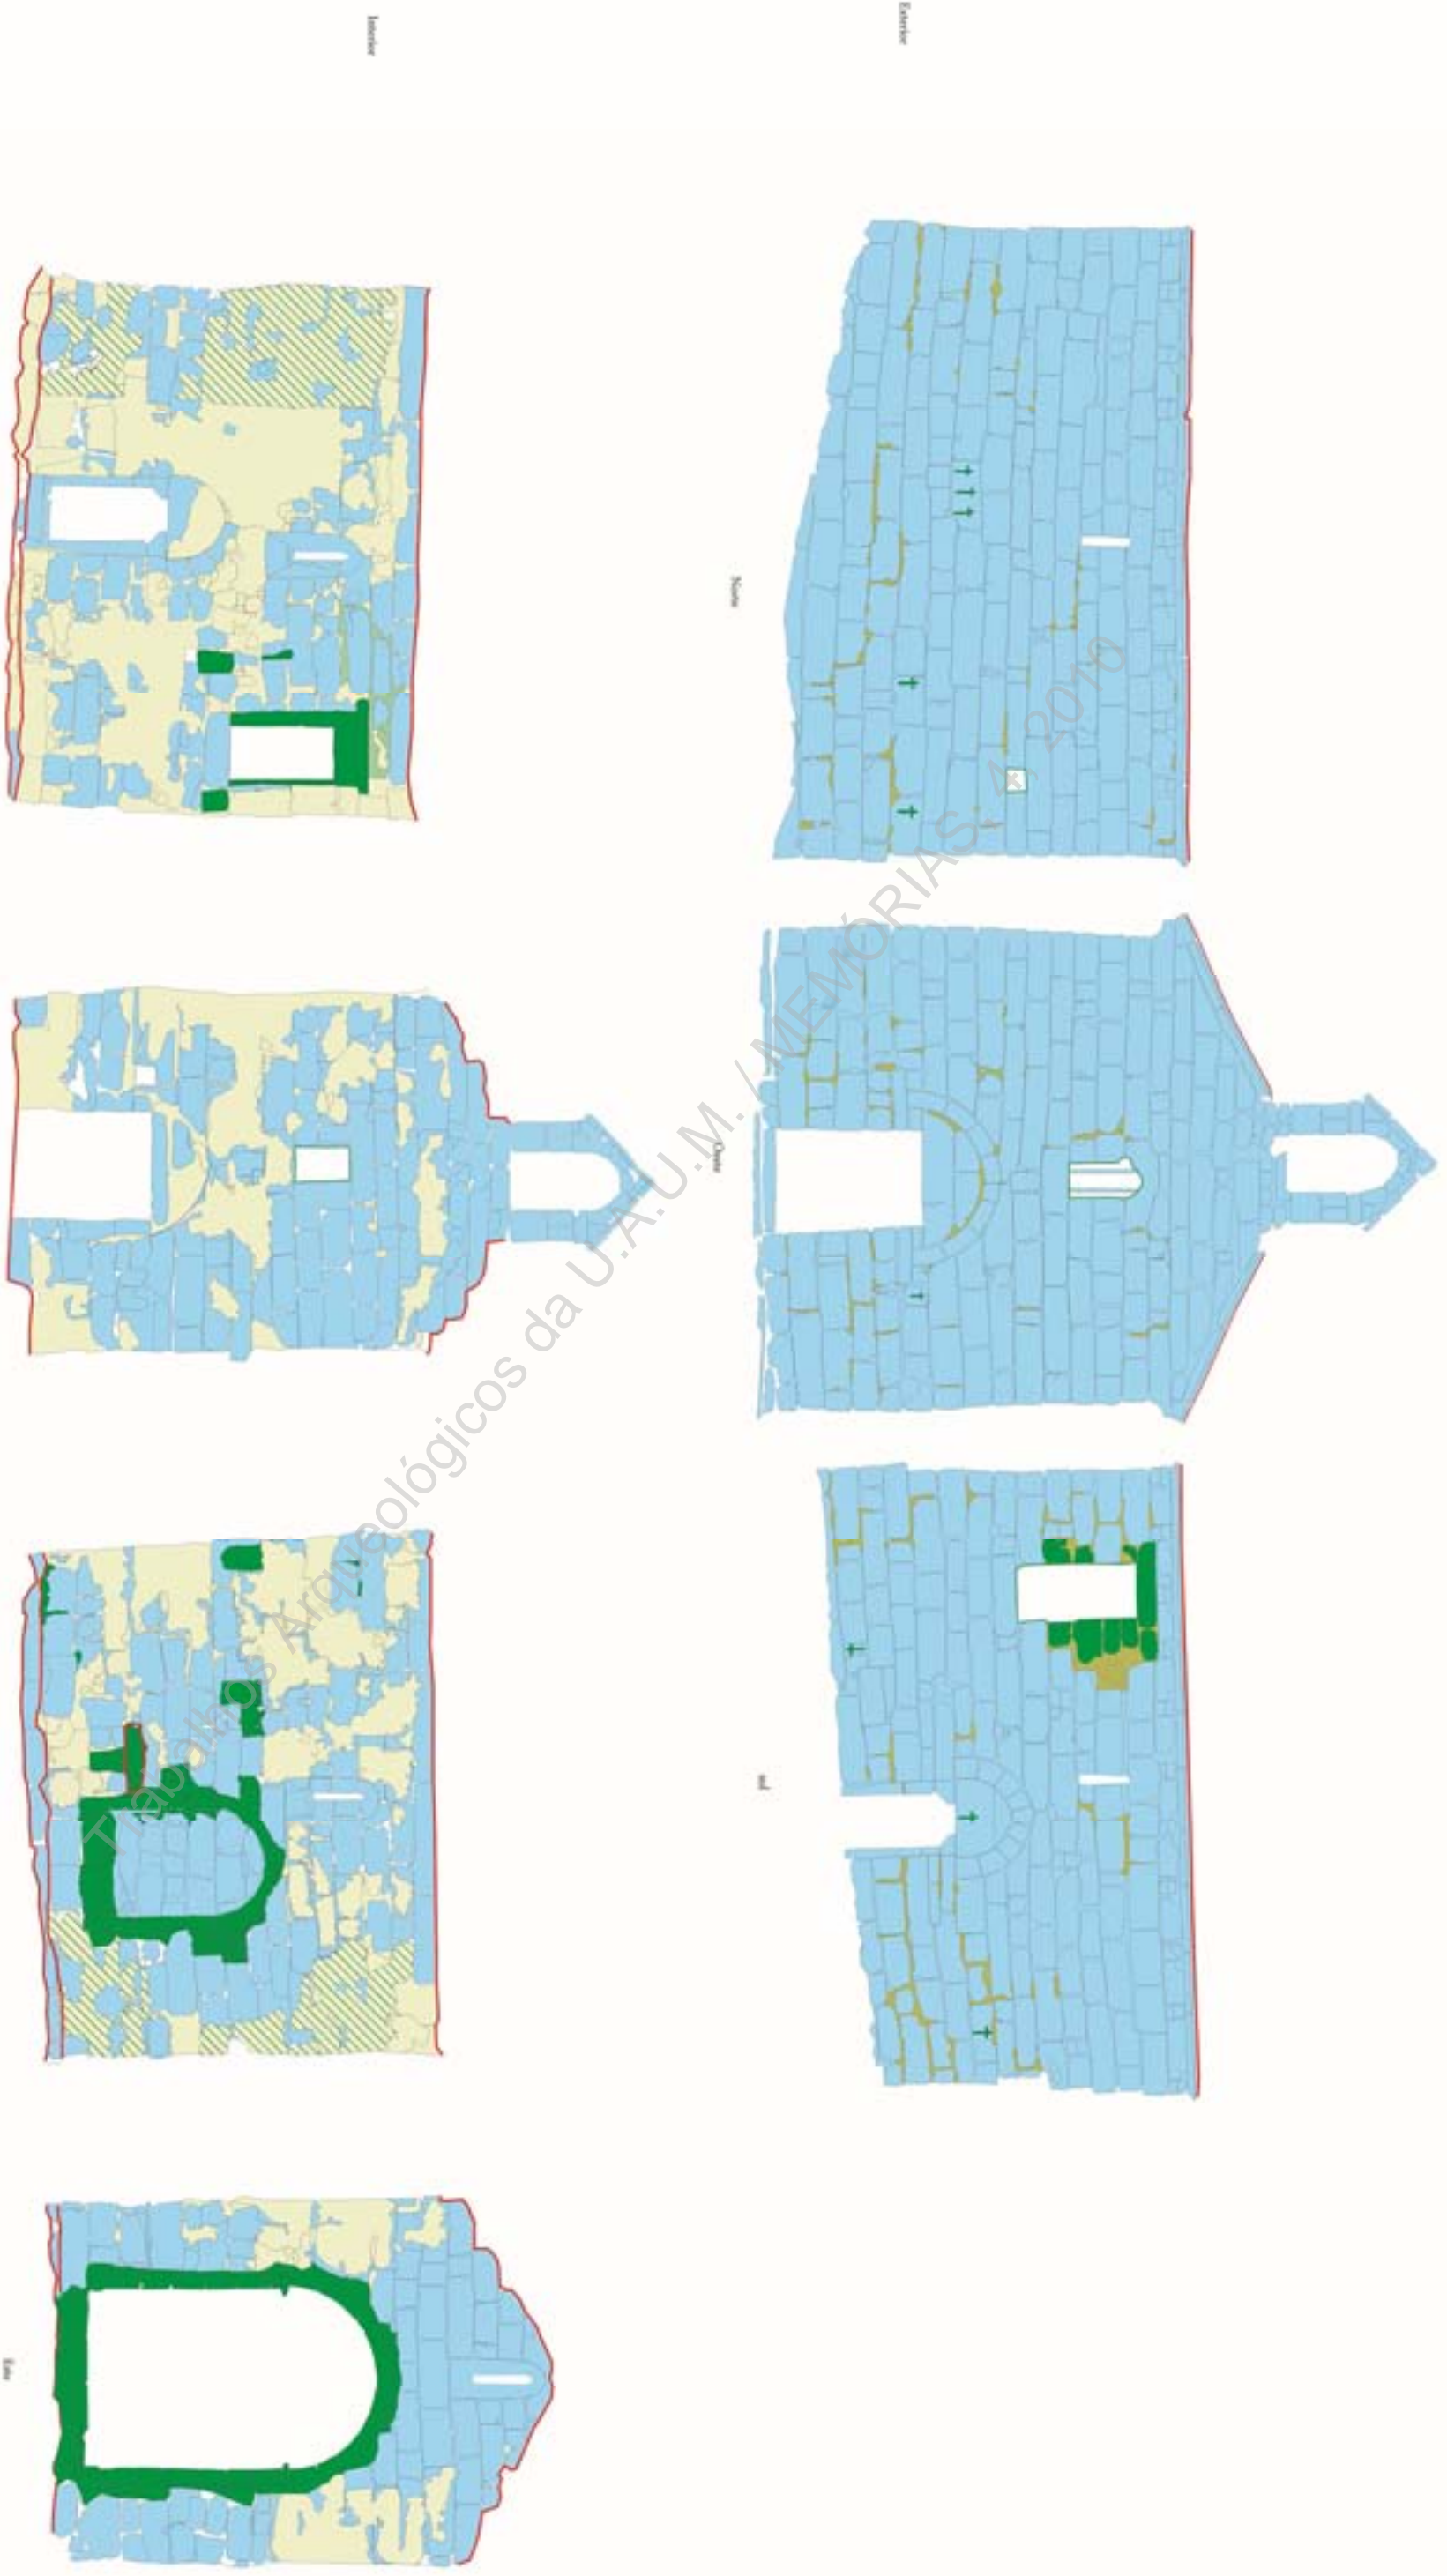 Exterior
Interior
Norte
Oeste
sul
Este
Trabalhos Arqueológicos da U.A.U.M. / MEMÓRIAS, 4, 2010